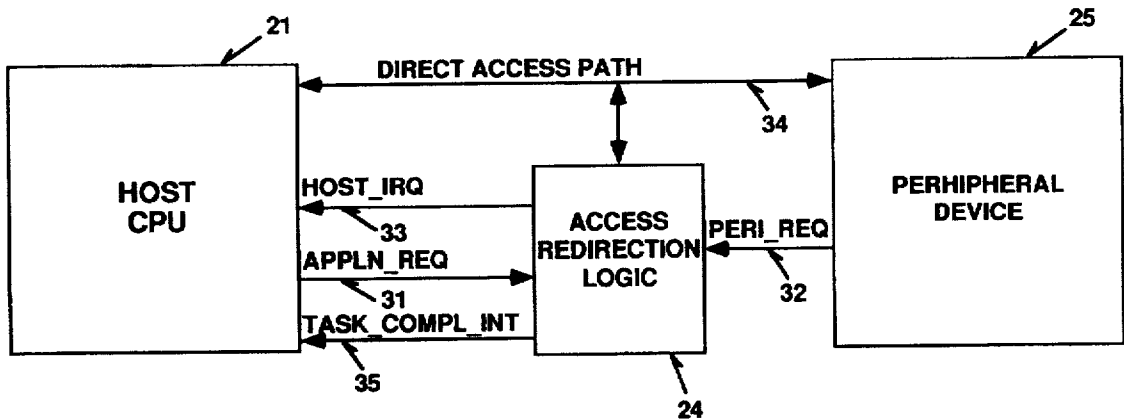 21
25
DIRECT ACCESS PATH
34
HOST
CPU
HOST_IRQ
33
APPLN_REQ
31
TASK_COMPL_INT
35
ACCESS
REDIRECTION
LOGIC
24
PERI_REQ
32
PERHIPHERAL
DEVICE